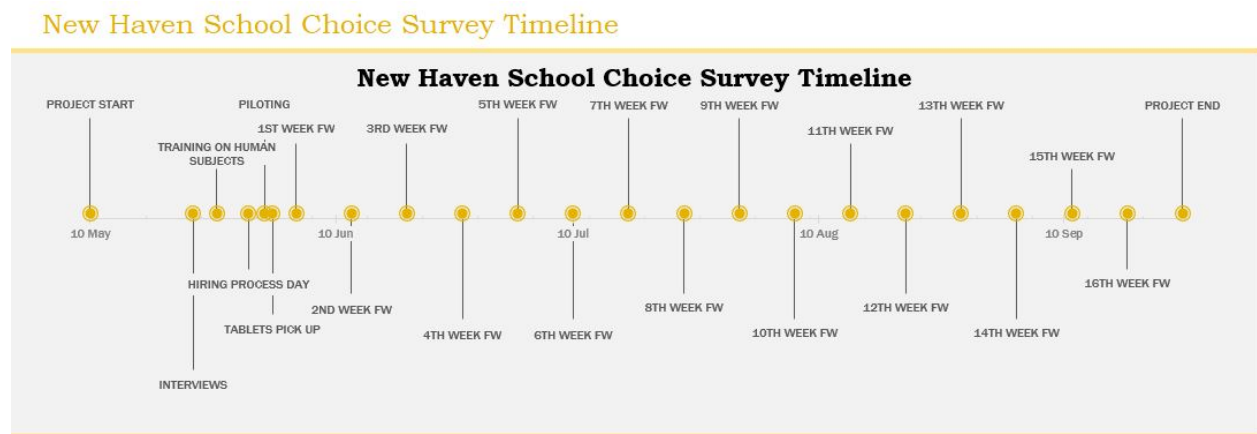 New Haven School Choice Survey Timeline
New Haven School Choice Survey Timeline
PROJECT START
PILOTING
5TH WEEK FW
7TH WEEK FW
9TH WEEK FW
13TH WEEK FW
PROJECT END
1ST WEEK FW
3RD WEEK FW
11TH WEEK FW
TRAINING ON HUMAN
SUBJECTS
15TH WEEK FW
10 May
10 Jun
10 Jul
10 Aug
10 Sep
HIRING PROCESS DAY
16TH WEEK FW
2ND WEEK FW
8TH WEEK FW
12TH WEEK FW
TABLETS PICK UP
4TH WEEK FW
6TH WEEK FW
10TH WEEK FW
14TH WEEK FW
INTERVIEWS